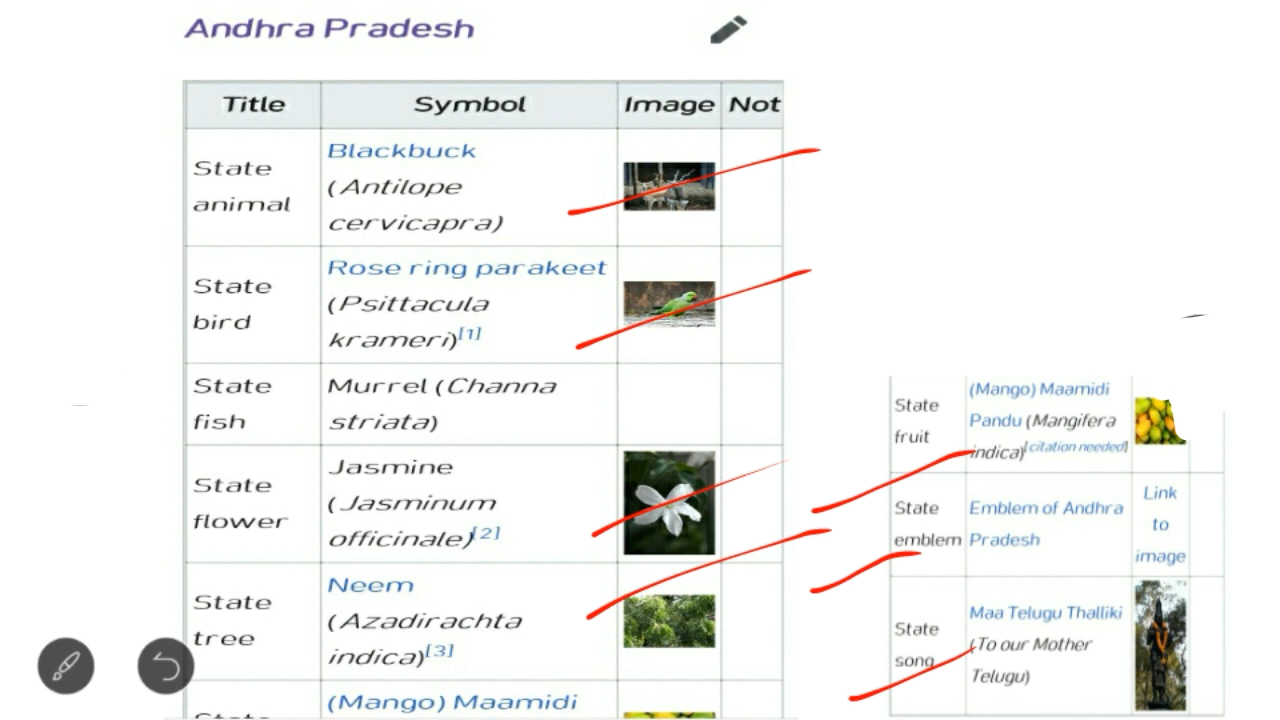 Andhra Pradesh
Title Symbol Image Not
State animal
Blackbuck
(Antilope
cervicapra)
State bird
Rose ring parakeet
(Psittacula
krameri)[1]
State fish
Murrel (Channa
striata)
State flower
Jasmine
(Jasminum
officinale)[2]
State tree
Neem
(Azadirachta
indica)[3]
State
(Mango) Maamidi
State fruit
(Mango) Maamidi
Pandu (Mangifera
indica)[citation needed]
State emblem
Emblem of Andhra
Pradesh
Link
to
image
State song
Maa Telugu Thalliki
(To our Mother
Telugu)